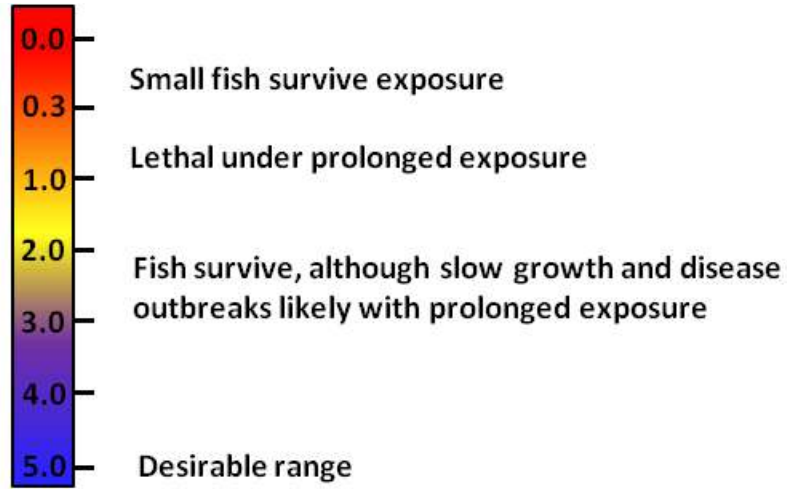 0.0
Small fish survive exposure
0.3
Lethal under prolonged exposure
1.0
2.0
Fish survive, although slow growth and disease
outbreaks likely with prolonged exposure
3.0
4.0
5.0 Desirable range